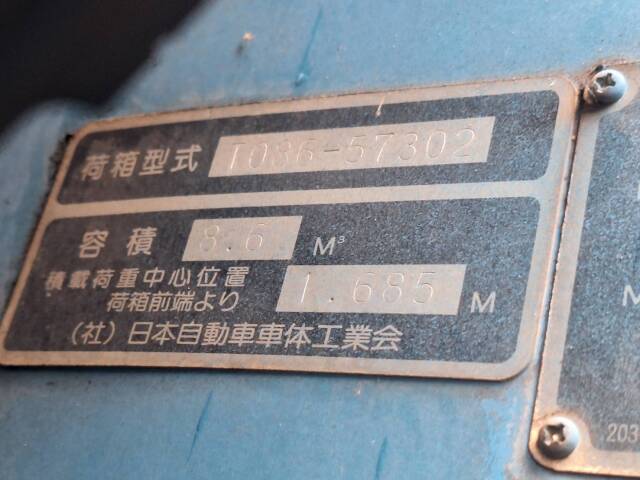 荷箱型式 T086-57302
容積 8.6 M³
積載荷重中心位置
荷箱前端より 1.685 M
(社)日本自動車車体工業会
M
203